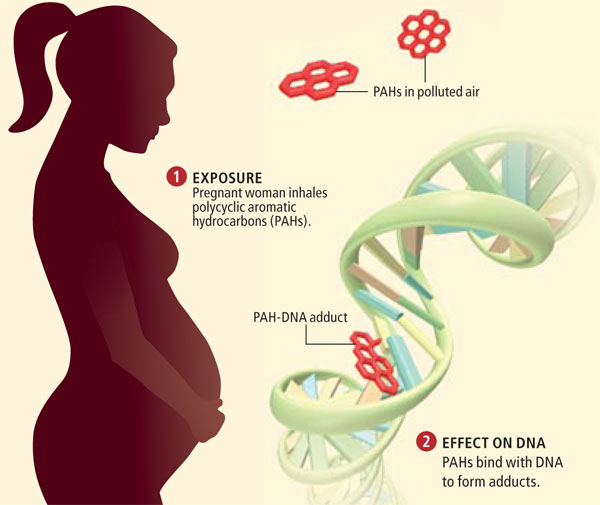 PAHs in polluted air
1 EXPOSURE
Pregnant woman inhales
polycyclic aromatic
hydrocarbons (PAHs).
PAH-DNA adduct
2 EFFECT ON DNA
PAHs bind with DNA
to form adducts.